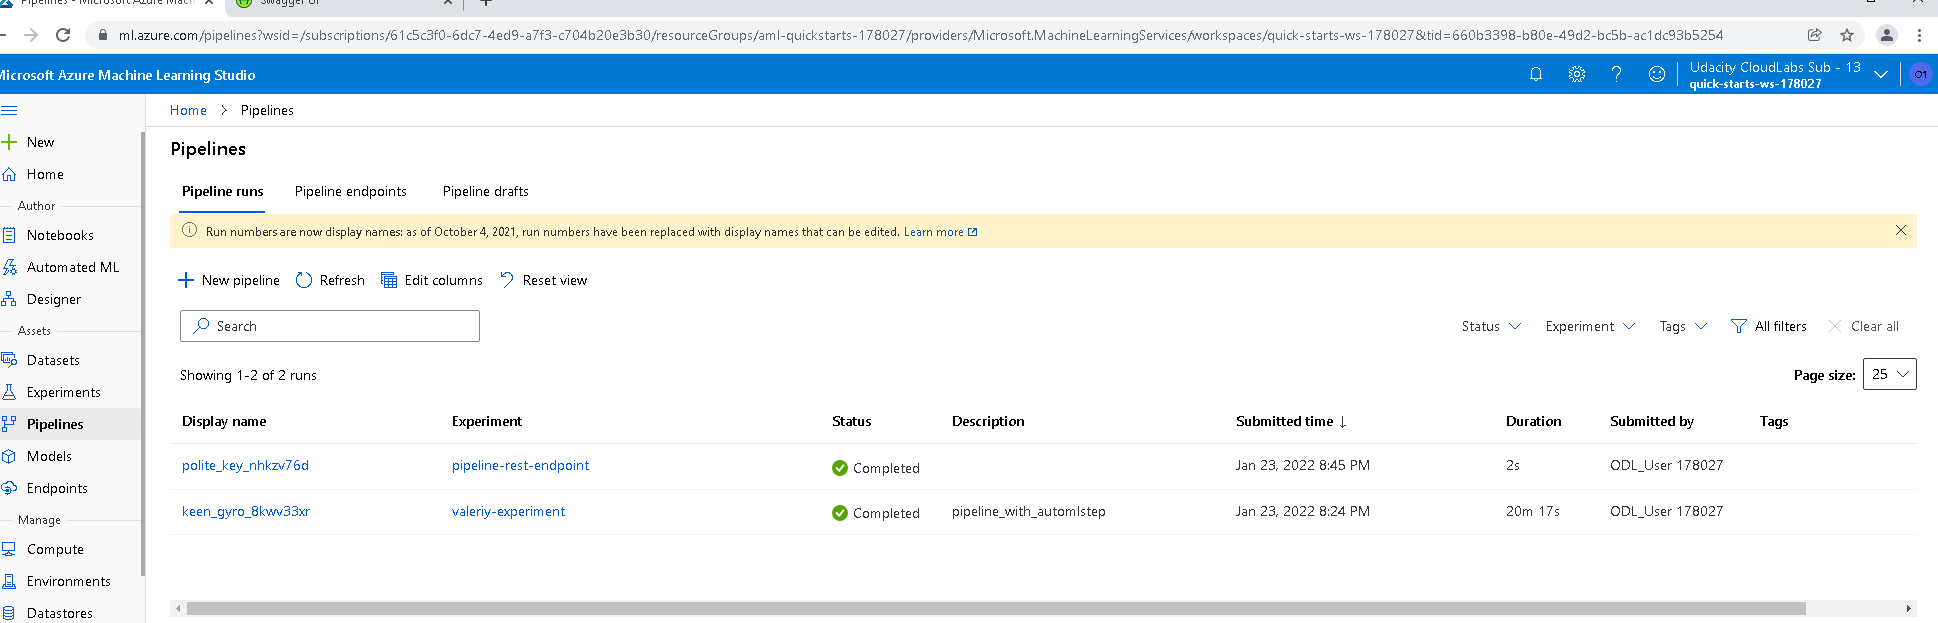 Pipelines - Microsoft Azure Mach
Swagger UI
ml.azure.com/pipelines?wsid=/subscriptions/61c5c3f0-6dc7-4ed9-a7f3-c704b20e3b30/resourceGroups/aml-quickstarts-178027/providers/Microsoft.MachineLearningServices/workspaces/quick-starts-ws-178027&tid=660b3398-b80e-49d2-bc5b-ac1dc93b5254
Microsoft Azure Machine Learning Studio
Udacity CloudLabs Sub - 13
quick-starts-ws-178027
O1
Home > Pipelines
New
Home
Author
Notebooks
Automated ML
Designer
Assets
Datasets
Experiments
Pipelines
Models
Endpoints
Manage
Compute
Environments
Datastores
Pipelines
Pipeline runs Pipeline endpoints Pipeline drafts
Run numbers are now display names: as of October 4, 2021, run numbers have been replaced with display names that can be edited. Learn more
New pipeline Refresh Edit columns Reset view
Search
Status Experiment Tags All filters Clear all
Showing 1-2 of 2 runs
Page size: 25
Display name Experiment Status Description Submitted time ↓ Duration Submitted by Tags
polite_key_nhkzv76d pipeline-rest-endpoint Completed Jan 23, 2022 8:45 PM 2s ODL_User 178027
keen_gyro_8kwv33xr valeriy-experiment Completed pipeline_with_automlstep Jan 23, 2022 8:24 PM 20m 17s ODL_User 178027